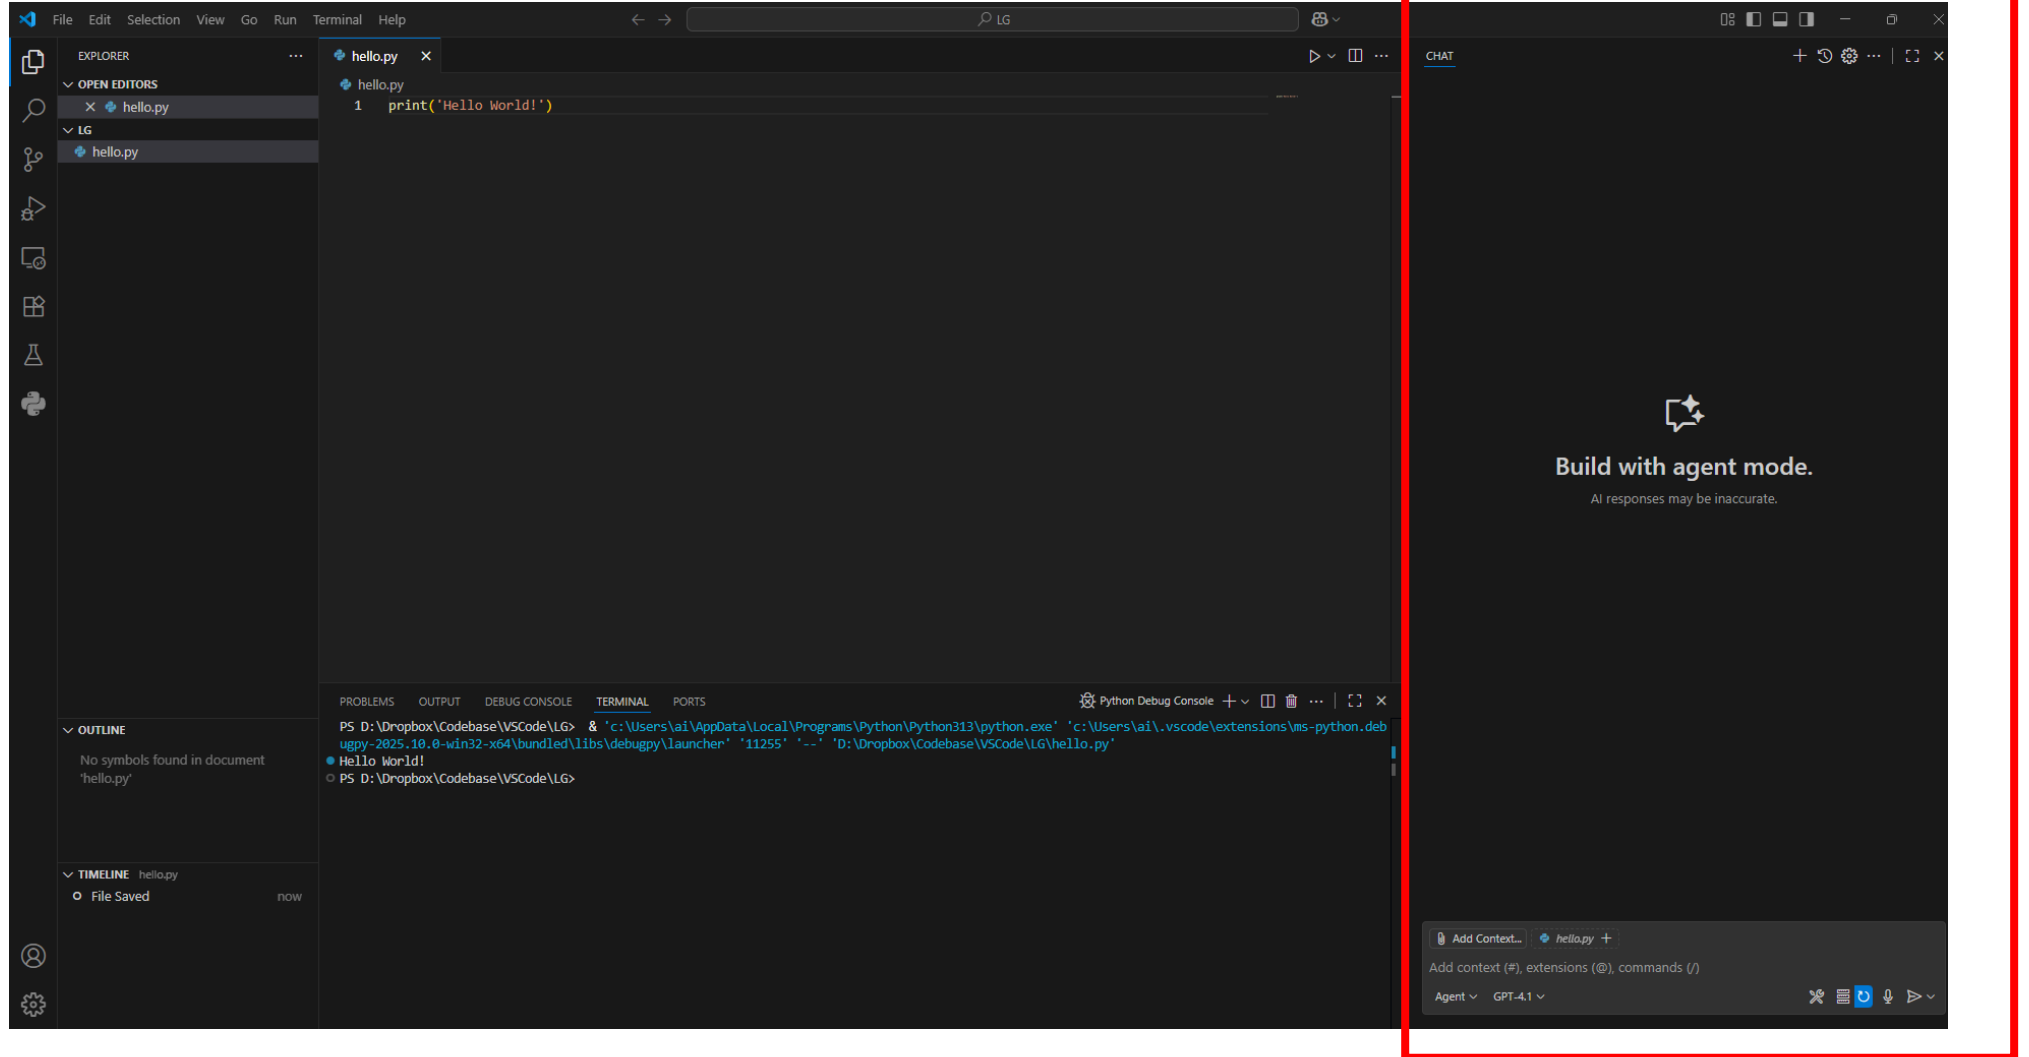 File Edit Selection View Go Run Terminal Help
LG
EXPLORER
OPEN EDITORS
hello.py
LG
hello.py
OUTLINE
No symbols found in document
'hello.py'
TIMELINE hello.py
File Saved now
hello.py
hello.py
1 print('Hello World!')
PROBLEMS OUTPUT DEBUG CONSOLE TERMINAL PORTS
Python Debug Console
PS D:\Dropbox\Codebase\VSCode\LG> & 'c:\Users\ai\AppData\Local\Programs\Python\Python313\python.exe' 'c:\Users\ai\.vscode\extensions\ms-python.deb
ugpy-2025.10.0-win32-x64\bundled\libs\debugpy\launcher' '11255' '--' 'D:\Dropbox\Codebase\VSCode\LG\hello.py'
Hello World!
PS D:\Dropbox\Codebase\VSCode\LG>
CHAT
Build with agent mode.
AI responses may be inaccurate.
Add Context... hello.py
Add context (#), extensions (@), commands (/)
Agent GPT-4.1